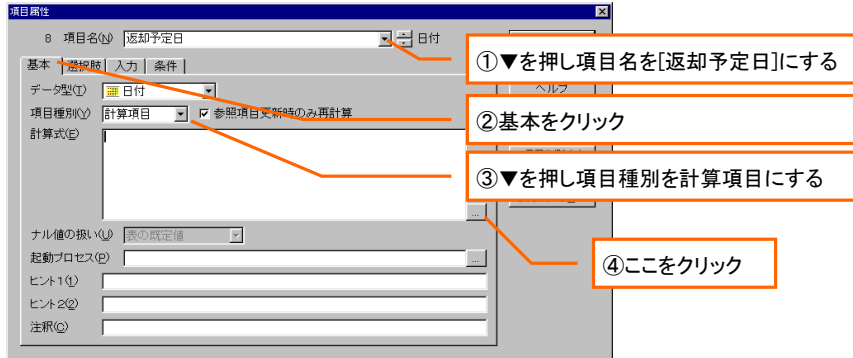 項目属性
8 項目名(N) 返却予定日 日付
①▼を押し項目名を[返却予定日]にする
基本 選択肢 入力 条件
データ型(T) 日付
ヘルプ
項目種別(Y) 計算項目 参照項目更新時のみ再計算
②基本をクリック
計算式(E)
③▼を押し項目種別を計算項目にする
...
ナル値の扱い(U) 表の既定値
④ここをクリック
起動プロセス(P) ...
ヒント1(1)
ヒント2(2)
注釈(C)